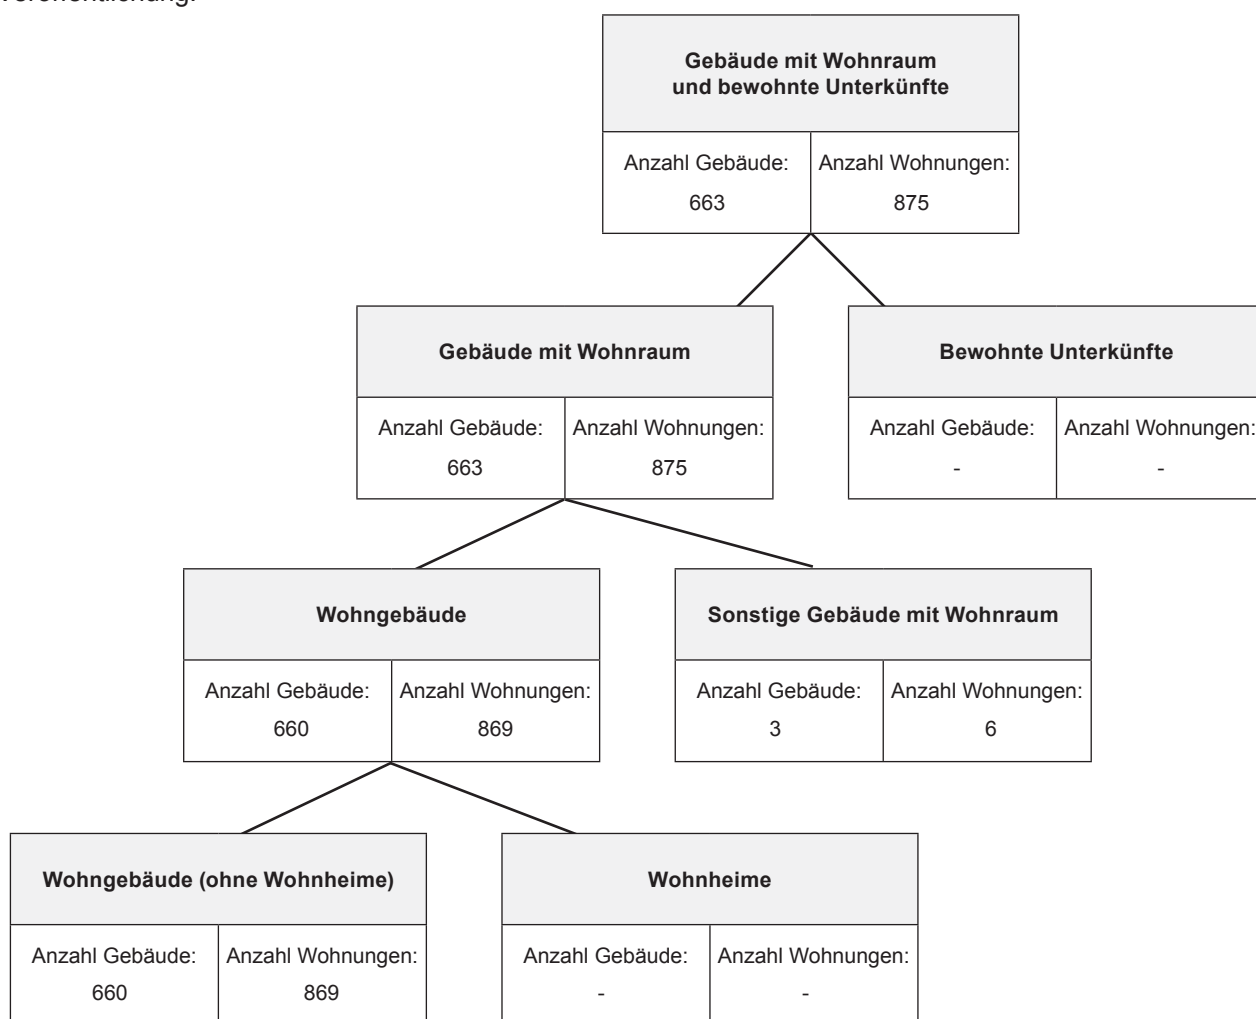 Veröffentlichung.
Gebäude mit Wohnraum
und bewohnte Unterkünfte
Anzahl Gebäude: Anzahl Wohnungen:
663 875
Gebäude mit Wohnraum Bewohnte Unterkünfte
Anzahl Gebäude: Anzahl Wohnungen: Anzahl Gebäude: Anzahl Wohnungen:
663 875 - -
Wohngebäude Sonstige Gebäude mit Wohnraum
Anzahl Gebäude: Anzahl Wohnungen: Anzahl Gebäude: Anzahl Wohnungen:
660 869 3 6
Wohngebäude (ohne Wohnheime) Wohnheime
Anzahl Gebäude: Anzahl Wohnungen: Anzahl Gebäude: Anzahl Wohnungen:
660 869 - -